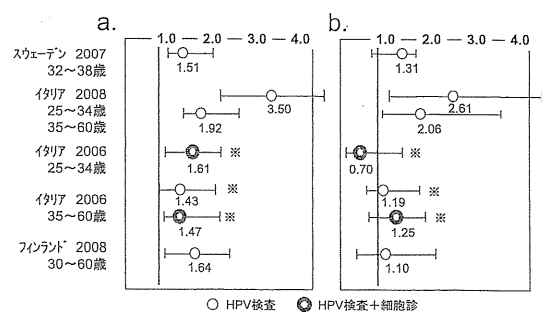 a.
b.
1.0 — 2.0 — 3.0 — 4.0
1.0 — 2.0 — 3.0 — 4.0
スウェーデン 2007
32〜38歳
1.51
1.31
イタリア 2008
25〜34歳
3.50
2.61
35〜60歳
1.92
2.06
イタリア 2006
25〜34歳
1.61
※
0.70
※
イタリア 2006
35〜60歳
1.43
※
1.19
※
1.47
※
1.25
※
フィンランド 2008
30〜60歳
1.64
1.10
HPV検査
HPV検査+細胞診